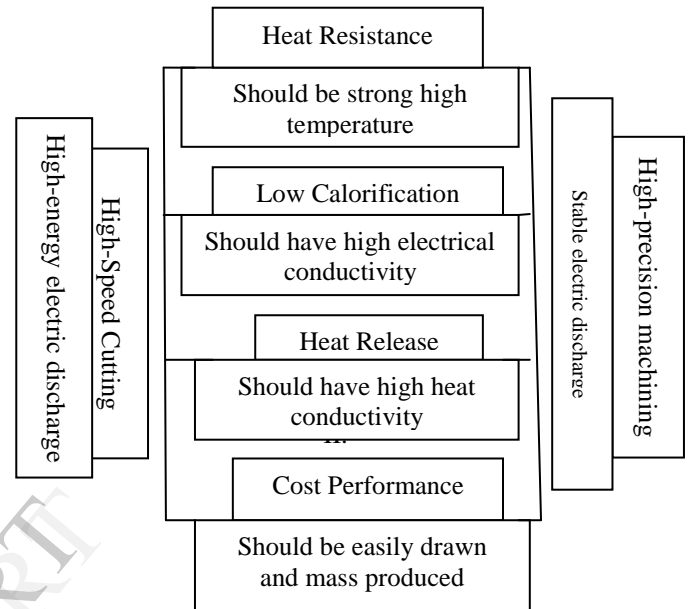 Heat Resistance
Should be strong high
temperature
Low Calorification
Should have high electrical
conductivity
Heat Release
Should have high heat
conductivity
Cost Performance
Should be easily drawn
and mass produced
High-energy electric discharge
High-Speed Cutting
Stable electric discharge
High-precision machining